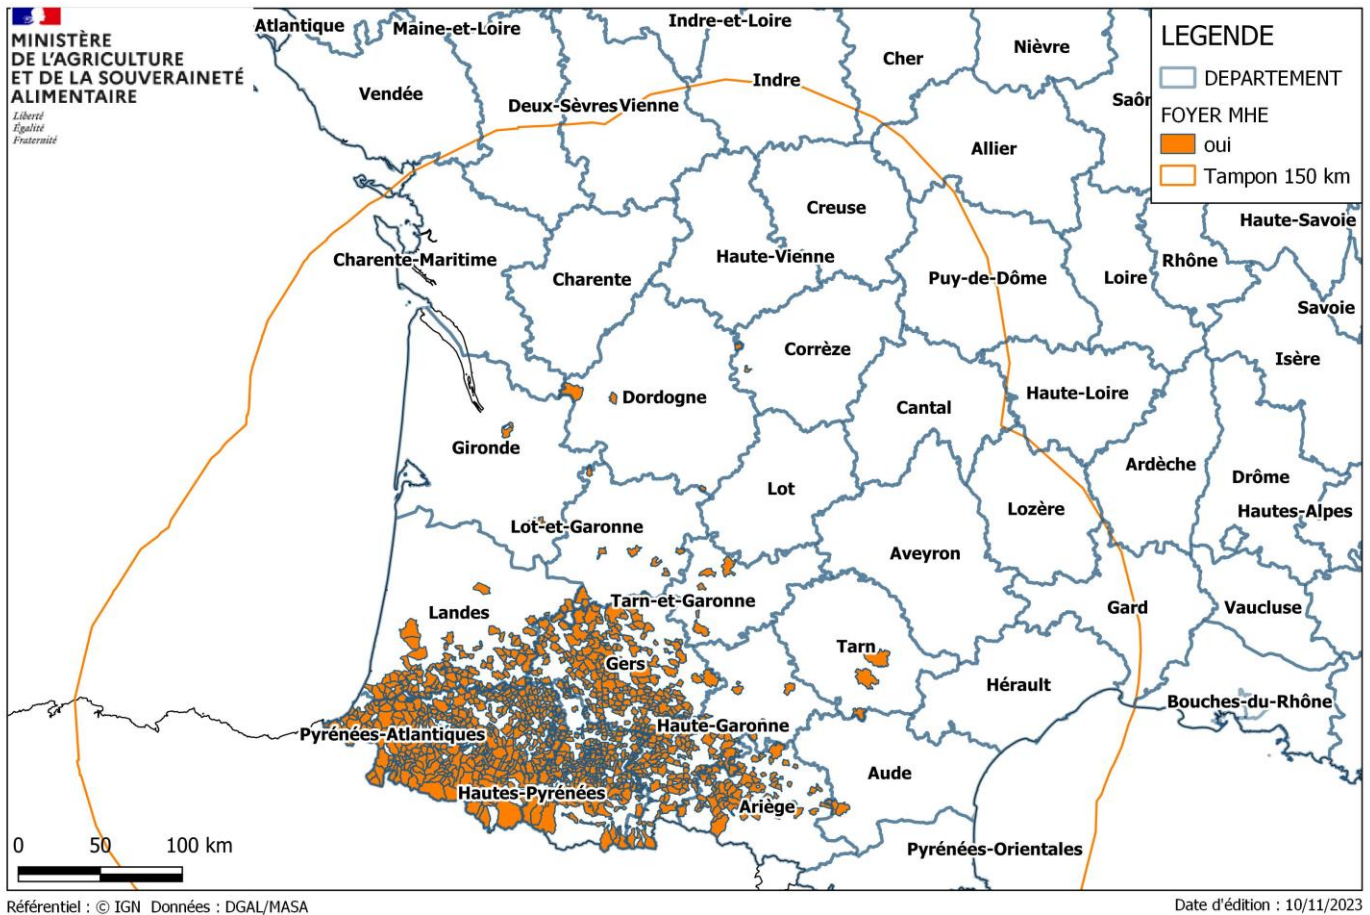 MINISTÈRE
DE L'AGRICULTURE
ET DE LA SOUVERAINETÉ
ALIMENTAIRE
Liberté
Égalité
Fraternité
LEGENDE
DEPARTEMENT
FOYER MHE
oui
Tampon 150 km
Atlantique
Maine-et-Loire
Indre-et-Loire
Cher
Nièvre
Vendée
Deux-Sèvres
Vienne
Indre
Saôn
Allier
Creuse
Haute-Savoie
Charente-Maritime
Charente
Haute-Vienne
Puy-de-Dôme
Loire
Rhône
Savoie
Corrèze
Isère
Dordogne
Cantal
Haute-Loire
Gironde
Ardèche
Drôme
Lot
Lozère
Hautes-Alpes
Lot-et-Garonne
Aveyron
Landes
Tarn-et-Garonne
Gard
Vaucluse
Tarn
Gers
Hérault
Bouches-du-Rhône
Pyrénées-Atlantiques
Haute-Garonne
Aude
Hautes-Pyrénées
Ariège
Pyrénées-Orientales
0 50 100 km
Référentiel : © IGN Données : DGAL/MASA
Date d'édition : 10/11/2023